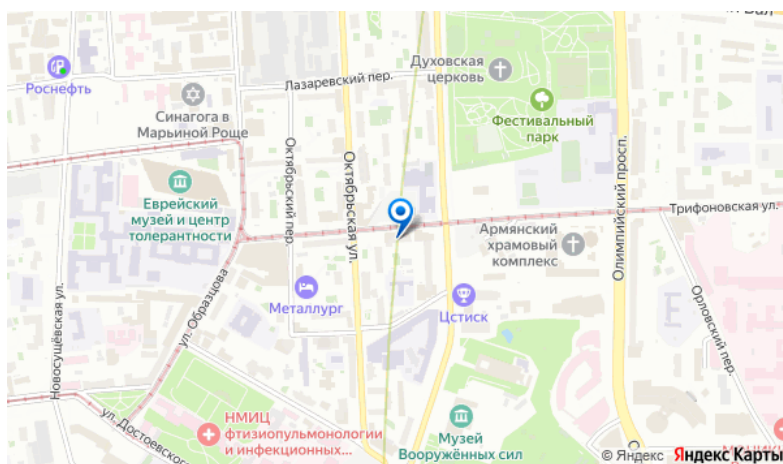 Роснефть
Синагога в
Марьиной Роще
Лазаревский пер.
Духовская
церковь
Вал
Фестивальный
парк
Еврейский
музей и центр
толерантности
Октябрьский пер.
Октябрьская ул.
Олимпийский просп.
Трифоновская ул.
Армянский
храмовый
комплекс
Металлург
Цстиск
Новосущёвская ул.
ул. Образцова
Орловский пер.
ул. Достоевского
НМИЦ
фтизиопульмонологии
и инфекционных...
Музей
Вооружённых сил
© Яндекс
Яндекс Карты